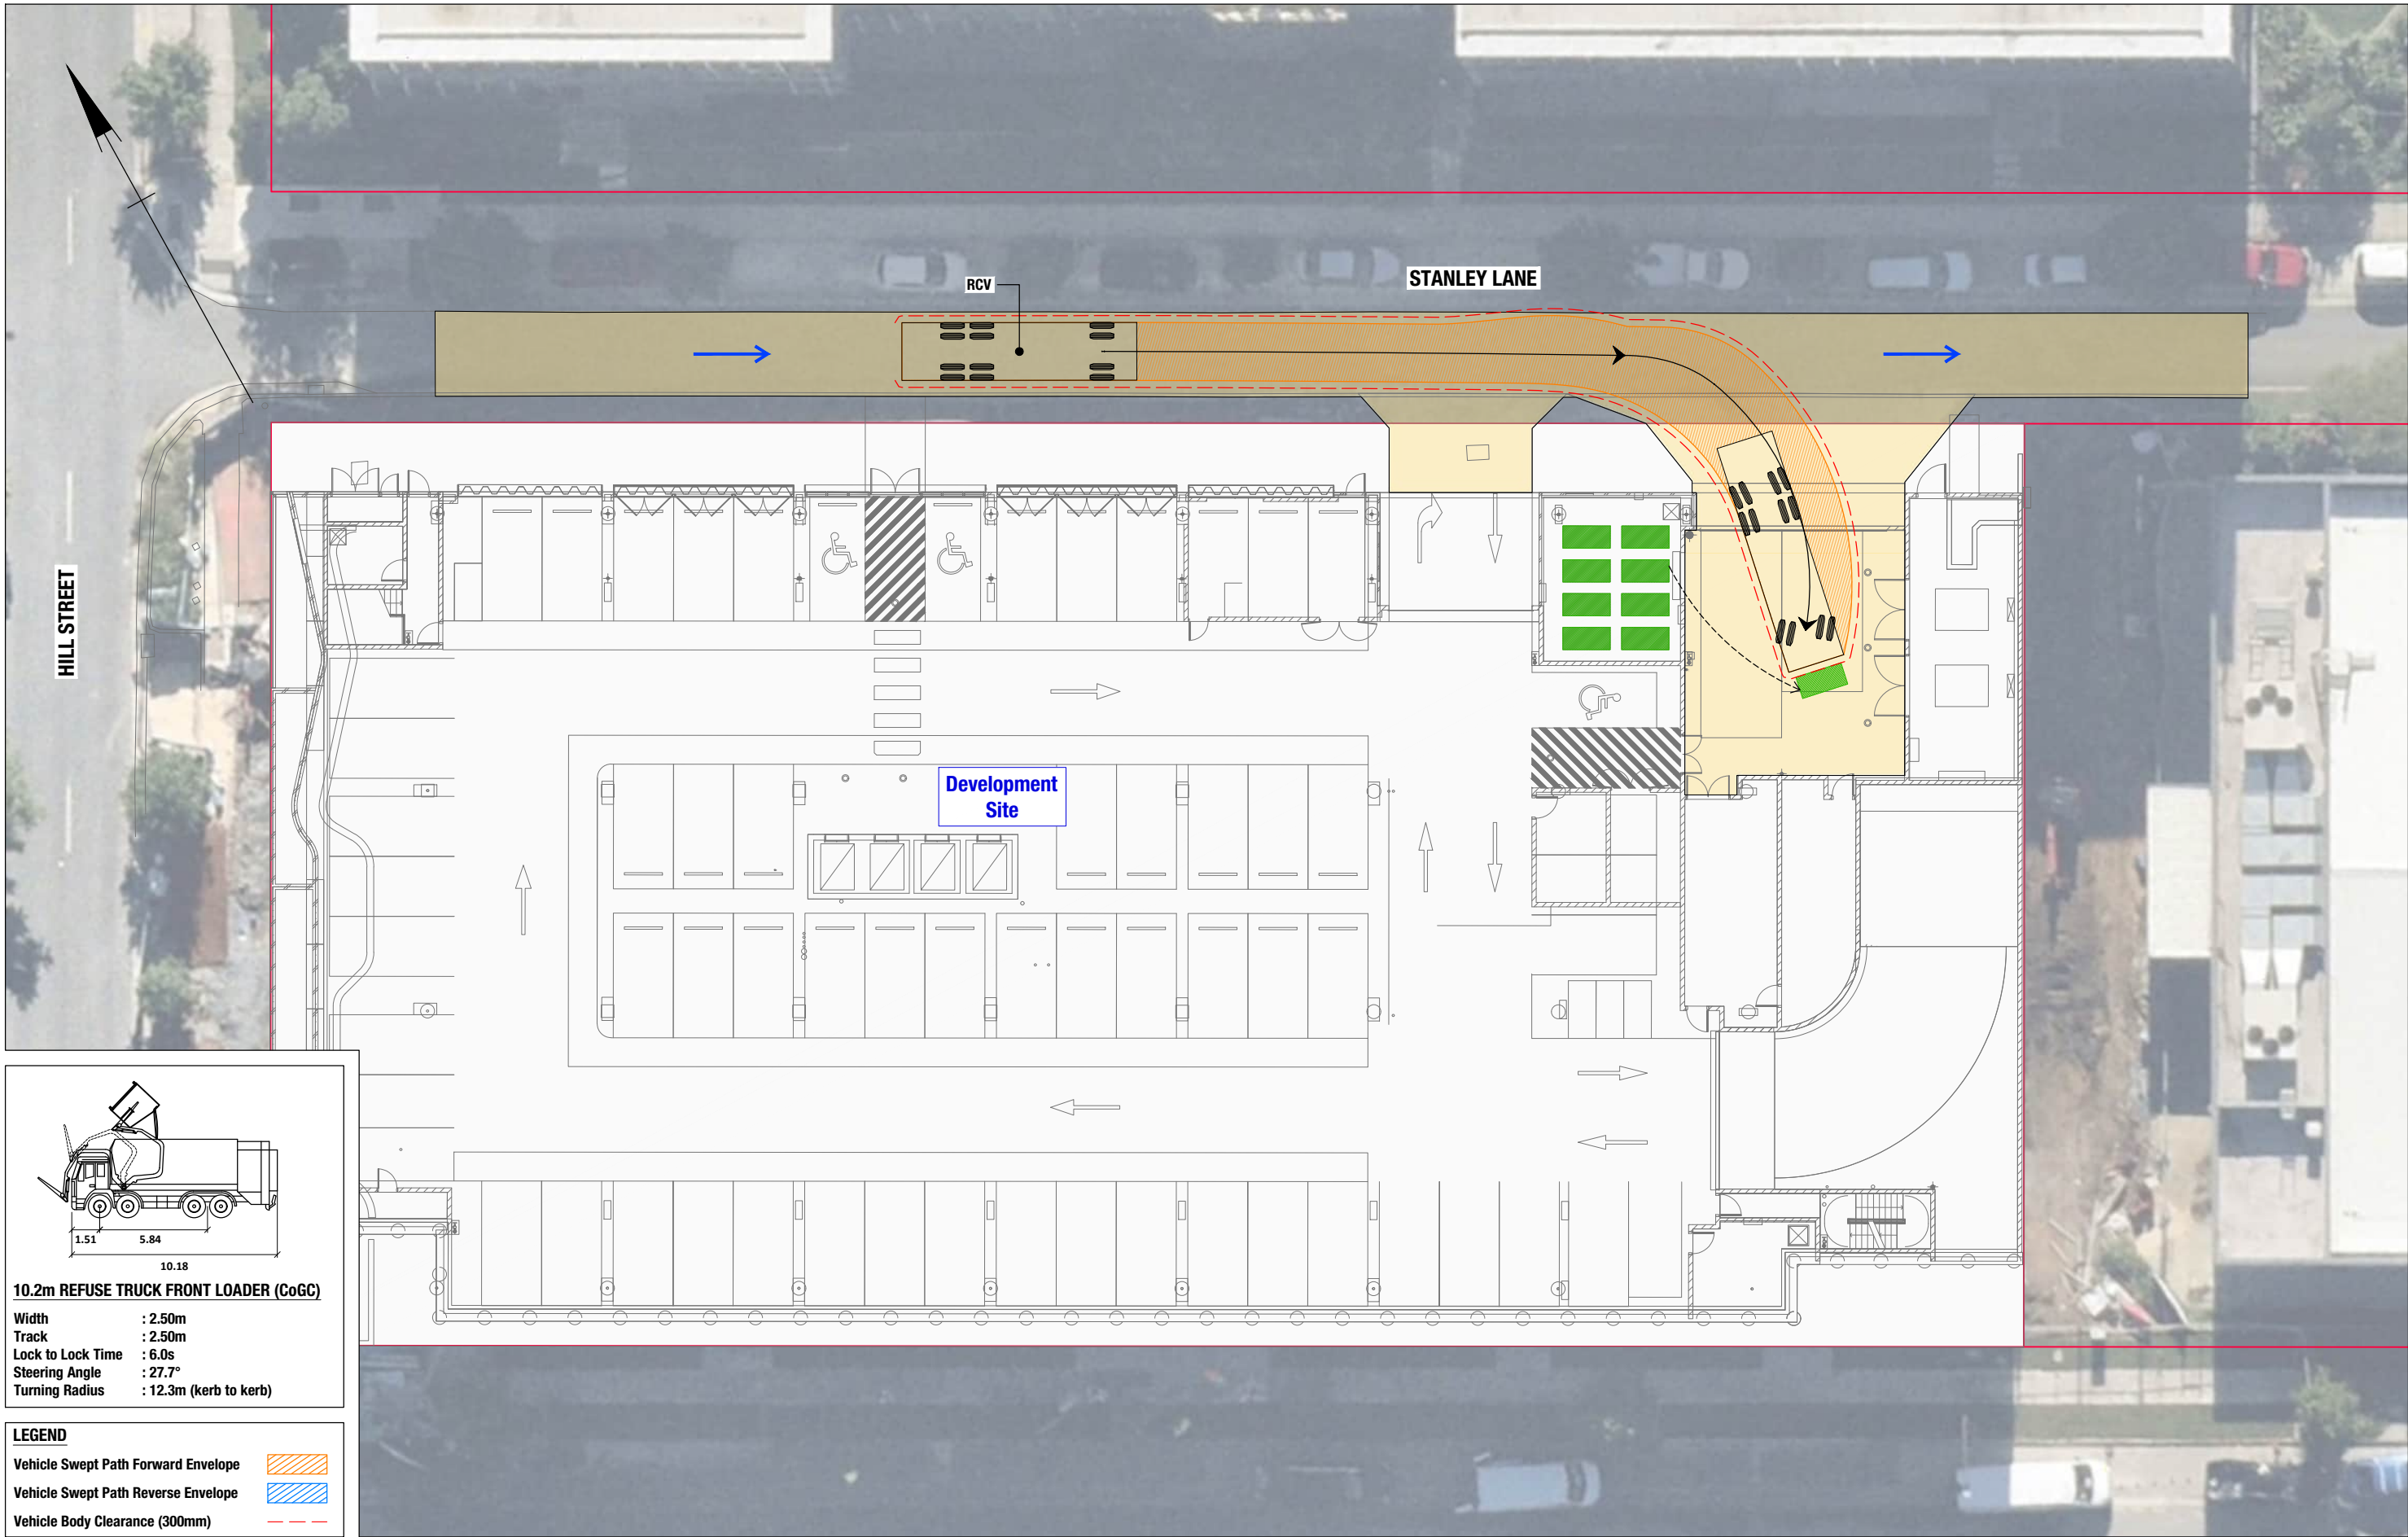 RCV
STANLEY LANE
HILL STREET
Development
Site
1.51
5.84
10.18
10.2m REFUSE TRUCK FRONT LOADER (CoGC)
Width : 2.50m
Track : 2.50m
Lock to Lock Time : 6.0s
Steering Angle : 27.7°
Turning Radius : 12.3m (kerb to kerb)
LEGEND
Vehicle Swept Path Forward Envelope
Vehicle Swept Path Reverse Envelope
Vehicle Body Clearance (300mm)